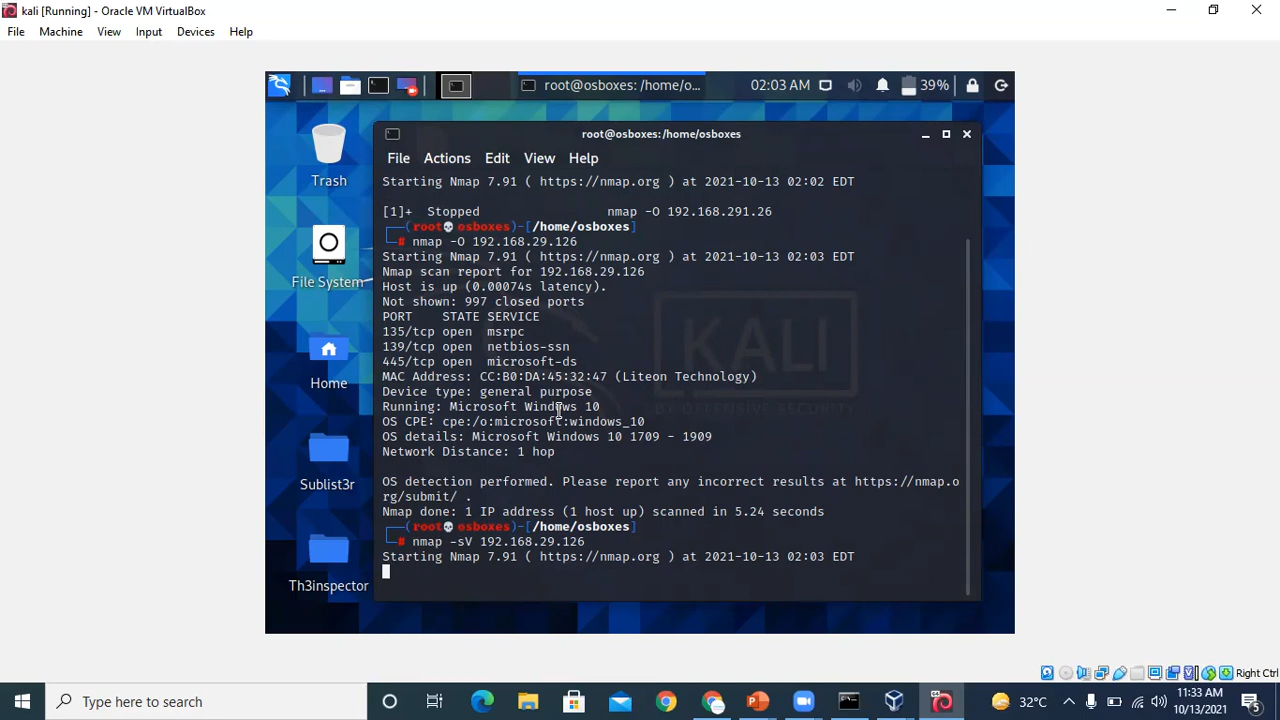 kali [Running] - Oracle VM VirtualBox
File Machine View Input Devices Help
root@osboxes: /home/o... 02:03 AM 39%
root@osboxes:/home/osboxes
File Actions Edit View Help
Starting Nmap 7.91 ( https://nmap.org ) at 2021-10-13 02:02 EDT
[1]+ Stopped nmap -O 192.168.291.26
(root💀osboxes)-[/home/osboxes]
# nmap -O 192.168.29.126
Starting Nmap 7.91 ( https://nmap.org ) at 2021-10-13 02:03 EDT
Nmap scan report for 192.168.29.126
Host is up (0.00074s latency).
Not shown: 997 closed ports
PORT STATE SERVICE
135/tcp open msrpc
139/tcp open netbios-ssn
445/tcp open microsoft-ds
MAC Address: CC:B0:DA:45:32:47 (Liteon Technology)
Device type: general purpose
Running: Microsoft Windows 10
OS CPE: cpe:/o:microsoft:windows_10
OS details: Microsoft Windows 10 1709 - 1909
Network Distance: 1 hop
OS detection performed. Please report any incorrect results at https://nmap.o
rg/submit/ .
Nmap done: 1 IP address (1 host up) scanned in 5.24 seconds
(root💀osboxes)-[/home/osboxes]
# nmap -sV 192.168.29.126
Starting Nmap 7.91 ( https://nmap.org ) at 2021-10-13 02:03 EDT
KALI
BY OFFENSIVE SECURITY
Trash
File System
Home
Sublist3r
Th3inspector
Right Ctrl
Type here to search
32°C
11:33 AM
10/13/2021
5